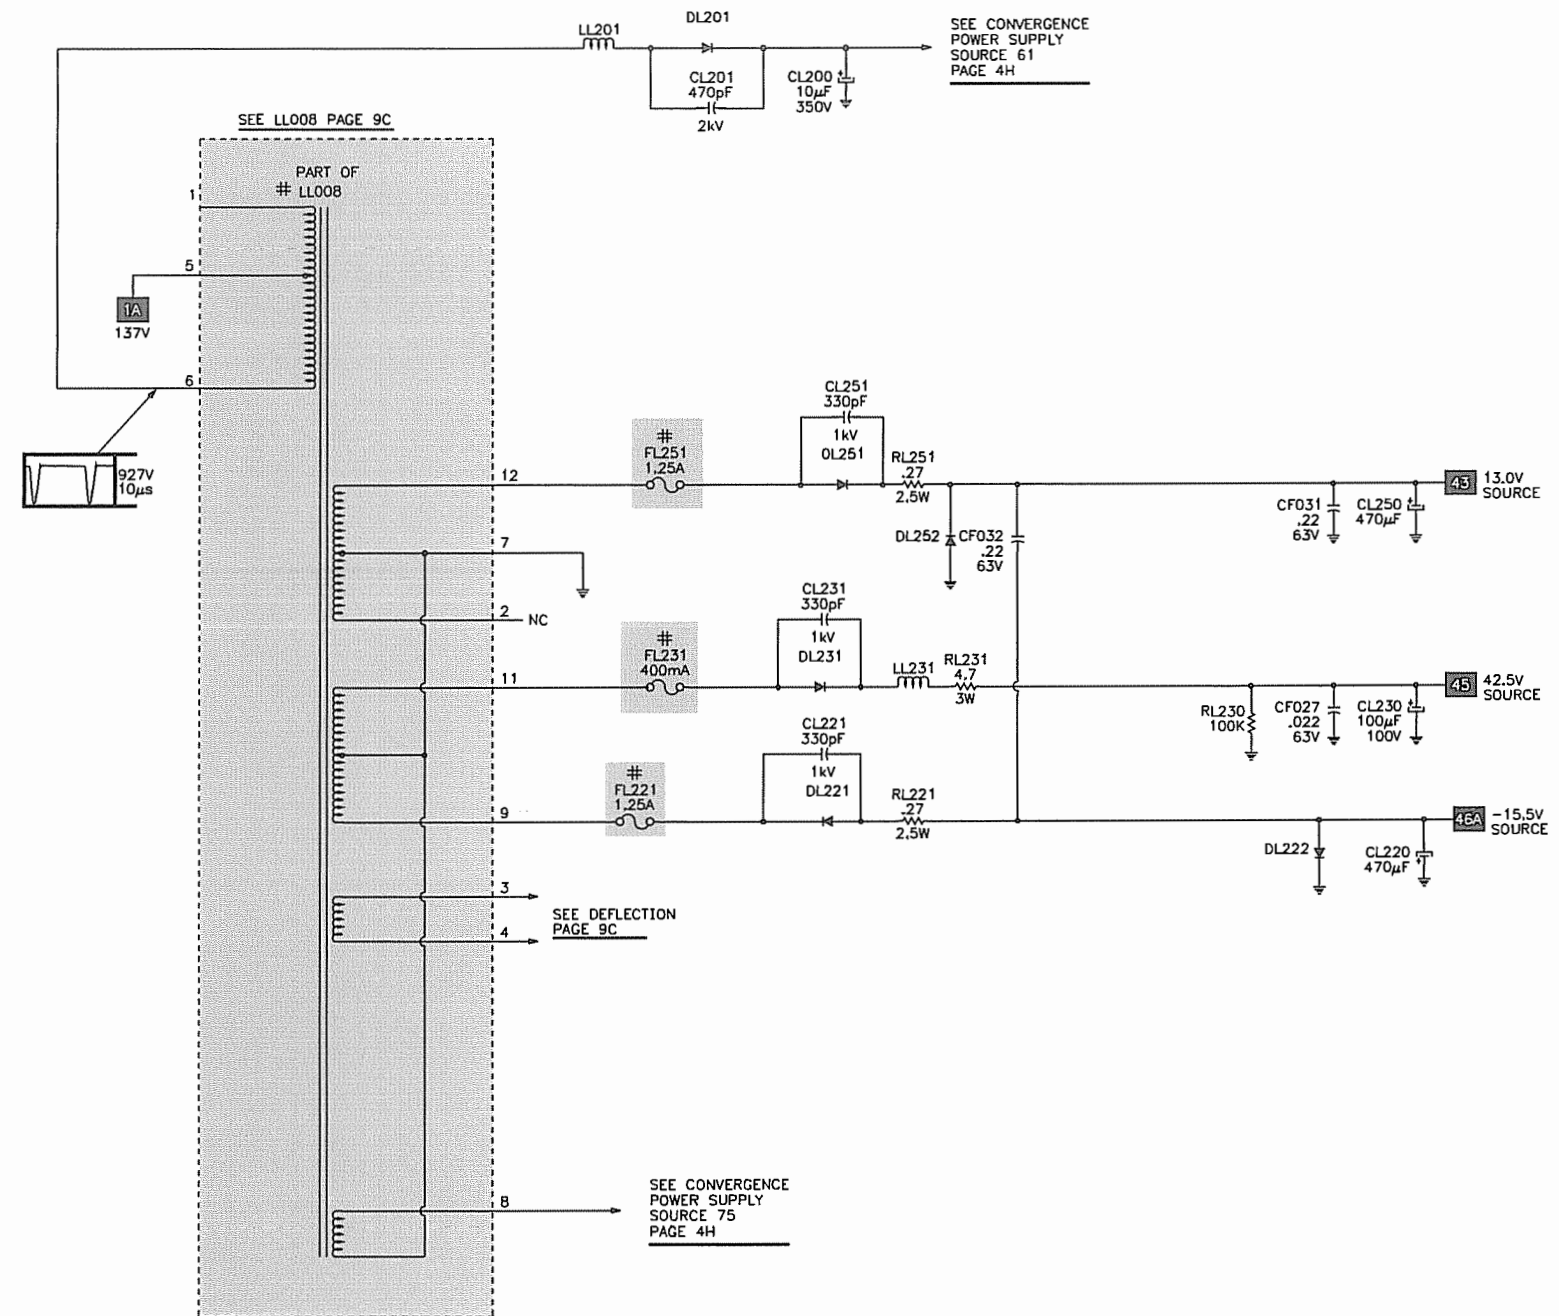 LL201
DL201
CL201
470pF
2kV
CL200
10µF
350V
SEE CONVERGENCE
POWER SUPPLY
SOURCE 61
PAGE 4H
SEE LL008 PAGE 9C
PART OF
# LL008
1
5
1A
137V
6
927V
10µs
12
#
FL251
1.25A
CL251
330pF
1kV
OL251
RL251
.27
2.5W
43
13.0V
SOURCE
CF031
.22
63V
CL250
470µF
DL252
CF032
.22
63V
7
2
NC
11
#
FL231
400mA
CL231
330pF
1kV
DL231
LL231
RL231
4.7
3W
45
42.5V
SOURCE
RL230
100K
CF027
.022
63V
CL230
100µF
100V
9
#
FL221
1.25A
CL221
330pF
1kV
DL221
RL221
.27
2.5W
46A
-15.5V
SOURCE
DL222
CL220
470µF
3
4
SEE DEFLECTION
PAGE 9C
8
SEE CONVERGENCE
POWER SUPPLY
SOURCE 75
PAGE 4H